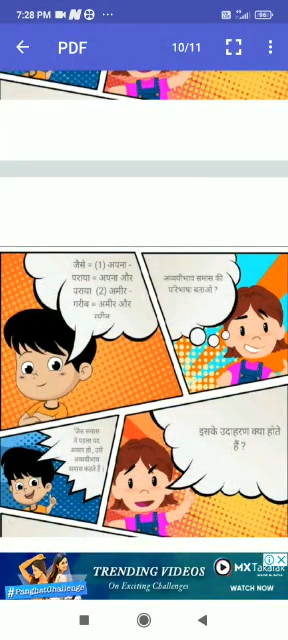 7:28 PM
96
PDF
10/11
जैसे = (1) अपना -
पराया = अपना और
पराया (2) अमीर -
गरीब = अमीर और
गरीब
अव्ययीभाव समास की
परिभाषा बताओ ?
"जिस समास
में पहला पद
अव्यय हो, उसे
अव्ययीभाव
समास कहते हैं ।
इसके उदाहरण क्या होते
हैं ?
#PanghatChallenge
TRENDING VIDEOS
On Exciting Challenges
MXTakaTak
WATCH NOW